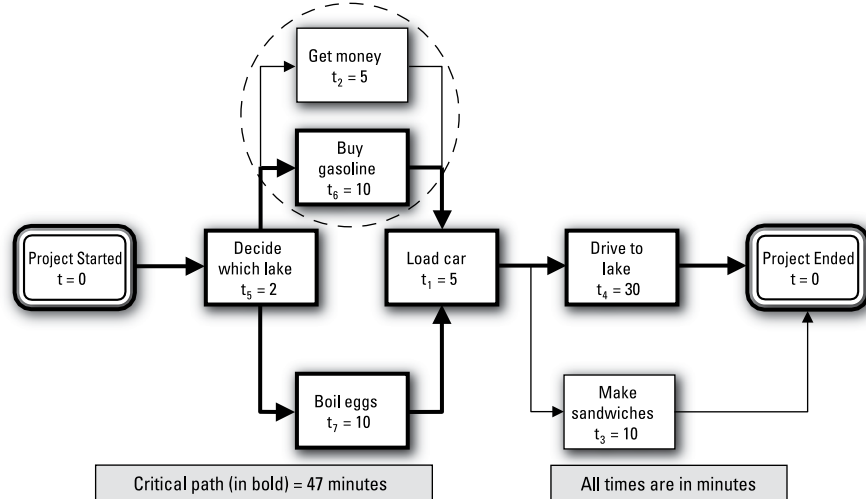 Get money
t₂ = 5
Buy
gasoline
t₆ = 10
Project Started
t = 0
Decide
which lake
t₅ = 2
Load car
t₁ = 5
Drive to
lake
t₄ = 30
Project Ended
t = 0
Boil eggs
t₇ = 10
Make
sandwiches
t₃ = 10
Critical path (in bold) = 47 minutes
All times are in minutes